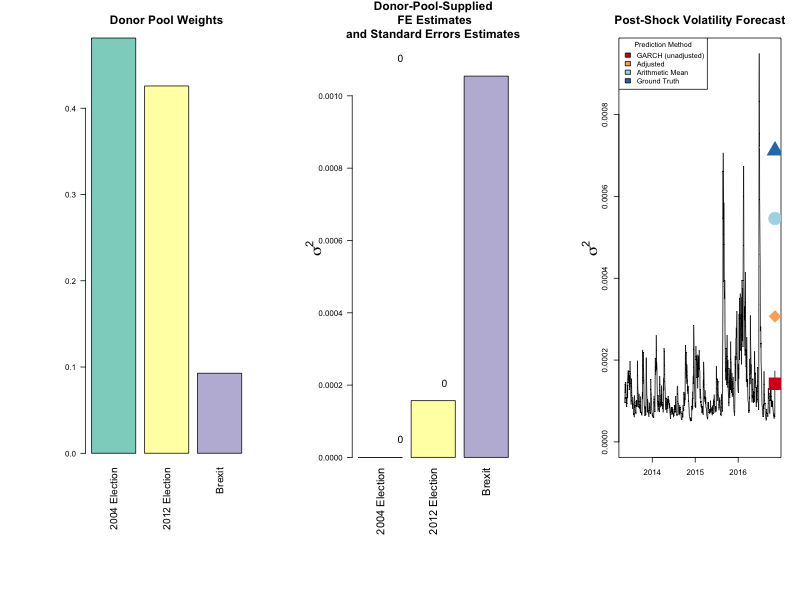 Donor Pool Weights
0.4
0.3
0.2
0.1
0.0
2004 Election
2012 Election
Brexit
Donor-Pool-Supplied
FE Estimates
and Standard Errors Estimates
0
0
0
σ²
0.0010
0.0008
0.0006
0.0004
0.0002
0.0000
2004 Election
2012 Election
Brexit
Post-Shock Volatility Forecast
Prediction Method
GARCH (unadjusted)
Adjusted
Arithmetic Mean
Ground Truth
σ²
0.0008
0.0006
0.0004
0.0002
0.0000
2014
2015
2016